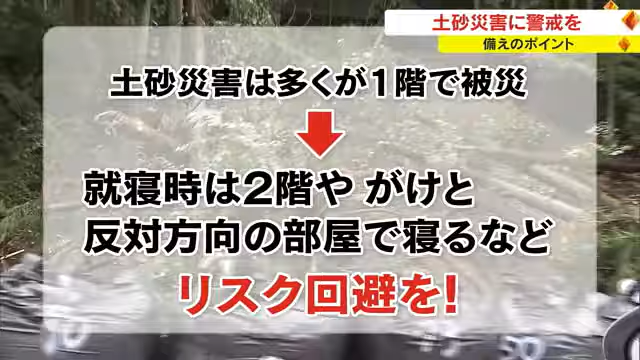 土砂災害に警戒を
備えのポイント
土砂災害は多くが1階で被災
就寝時は2階や がけと
反対方向の部屋で寝るなど
リスク回避を!